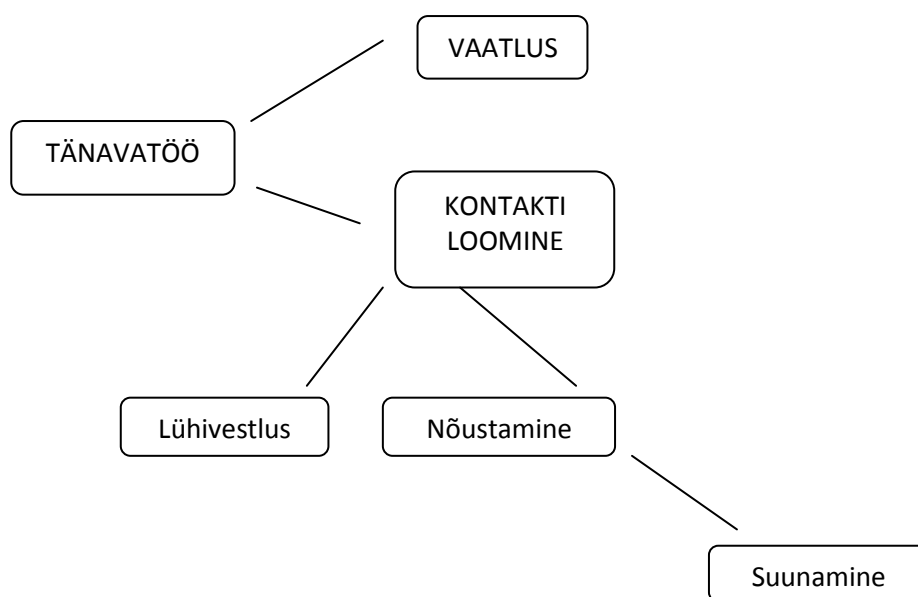 VAATLUS
TÄNAVATÖÖ
KONTAKTI
LOOMINE
Lühivestlus
Nõustamine
Suunamine